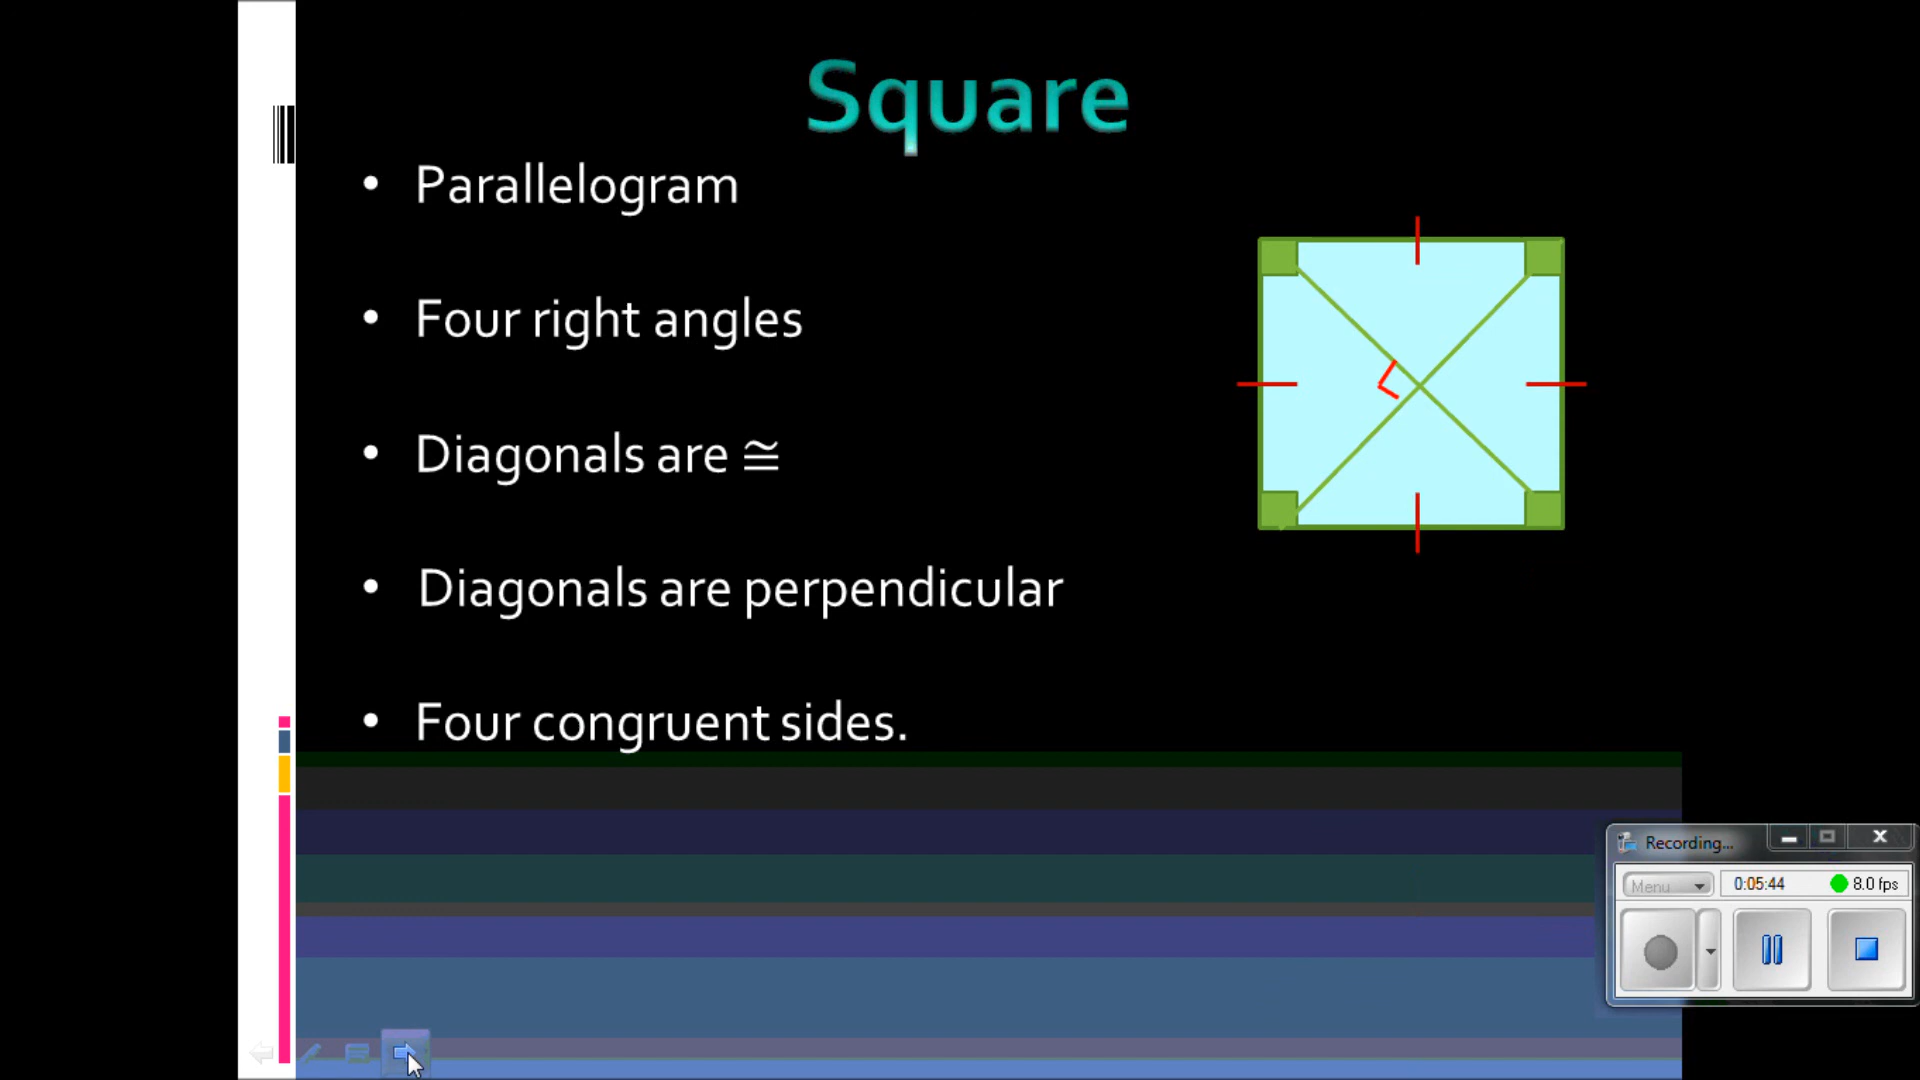 Square
• Parallelogram
• Four right angles
• Diagonals are ≅
• Diagonals are perpendicular
• Four congruent sides.
Recording...
Menu
0:05:44
8.0 fps